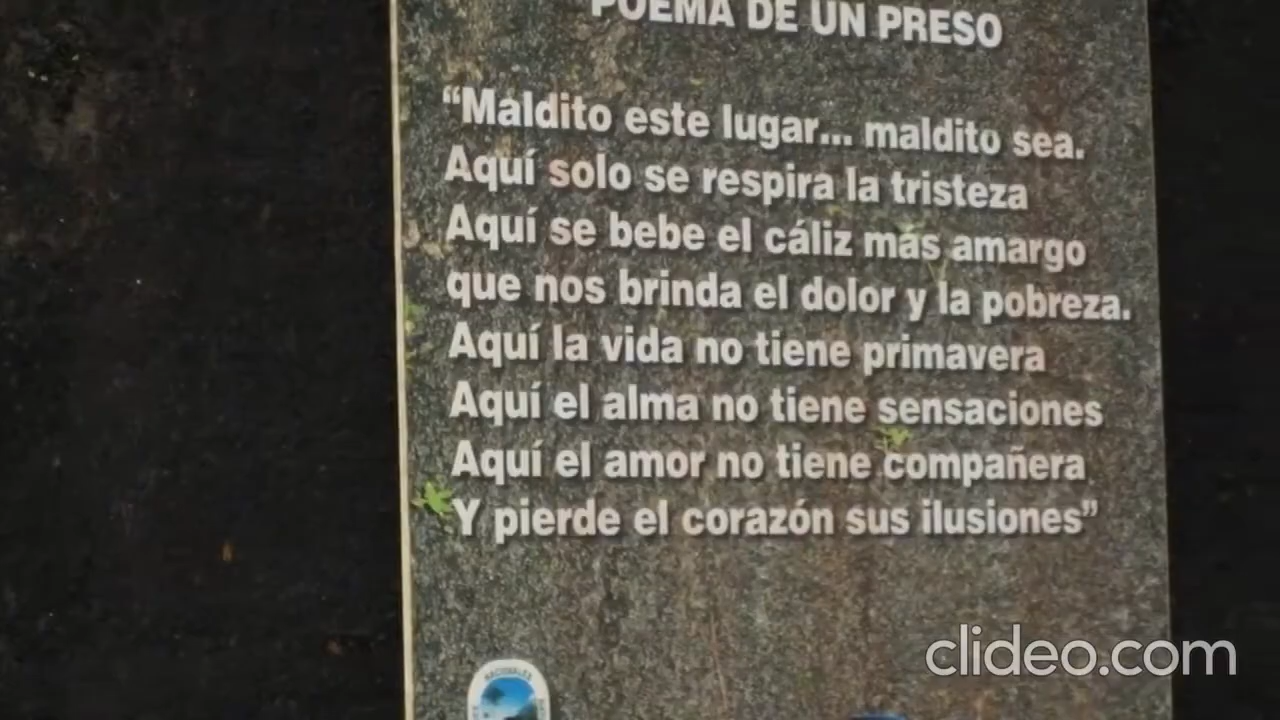 POEMA DE UN PRESO
“Maldito este lugar... maldito sea.
Aquí solo se respira la tristeza
Aquí se bebe el cáliz más amargo
que nos brinda el dolor y la pobreza.
Aquí la vida no tiene primavera
Aquí el alma no tiene sensaciones
Aquí el amor no tiene compañera
Y pierde el corazón sus ilusiones”
NACIONALES
clideo.com